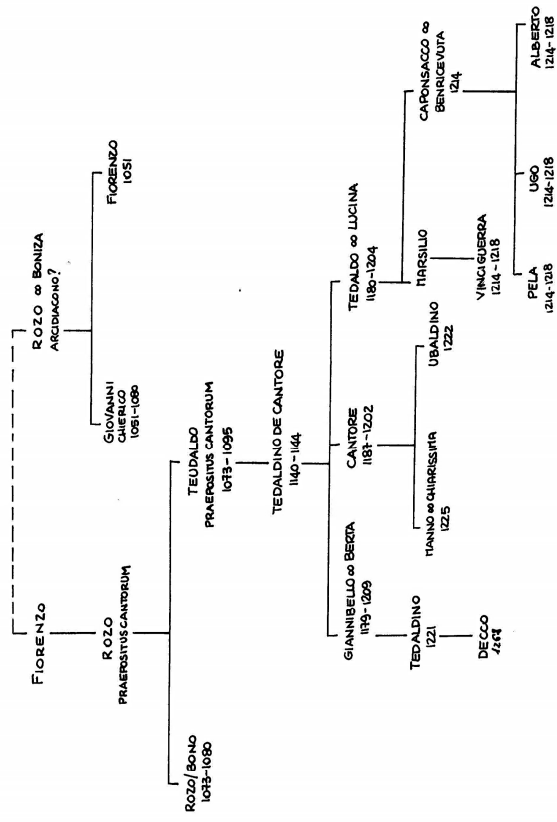 FIORENZO
ROZO ∞ BONIZA
ARCIDIACONO?
ROZO
PRAEPOSITUS CANTORUM
GIOVANNI
CHIERICO
1051-1080
FIORENZO
1051
ROZO/BONO
1073-1080
TEUDALDO
PRAEPOSITUS CANTORUM
1073-1095
TEDALDINO DE CANTORE
1140-1144
GIANNIBELLO ∞ BERTA
1179-1209
CANTORE
1187-1202
TEDALDO ∞ LUCINA
1180-1204
TEDALDINO
1221
MANNO ∞ CHIARISSIMA
1225
UBALDINO
1222
MARSILIO
CAPONSACCO ∞
BENRICEVUTA
1214
DECCO
1268
VINCIGUERRA
1214-1218
PELA
1214-1218
UGO
1214-1218
ALBERTO
1214-1218